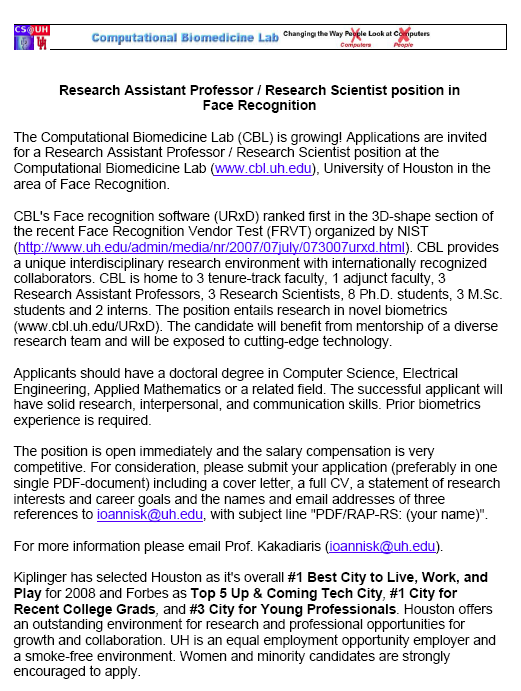 CS@UH
Computational Biomedicine Lab
Changing the Way People Look at Computers
Computers People
Research Assistant Professor / Research Scientist position in
Face Recognition
The Computational Biomedicine Lab (CBL) is growing! Applications are invited
for a Research Assistant Professor / Research Scientist position at the
Computational Biomedicine Lab (www.cbl.uh.edu), University of Houston in the
area of Face Recognition.
CBL's Face recognition software (URxD) ranked first in the 3D-shape section of
the recent Face Recognition Vendor Test (FRVT) organized by NIST
(http://www.uh.edu/admin/media/nr/2007/07july/073007urxd.html). CBL provides
a unique interdisciplinary research environment with internationally recognized
collaborators. CBL is home to 3 tenure-track faculty, 1 adjunct faculty, 3
Research Assistant Professors, 3 Research Scientists, 8 Ph.D. students, 3 M.Sc.
students and 2 interns. The position entails research in novel biometrics
(www.cbl.uh.edu/URxD). The candidate will benefit from mentorship of a diverse
research team and will be exposed to cutting-edge technology.
Applicants should have a doctoral degree in Computer Science, Electrical
Engineering, Applied Mathematics or a related field. The successful applicant will
have solid research, interpersonal, and communication skills. Prior biometrics
experience is required.
The position is open immediately and the salary compensation is very
competitive. For consideration, please submit your application (preferably in one
single PDF-document) including a cover letter, a full CV, a statement of research
interests and career goals and the names and email addresses of three
references to ioannisk@uh.edu, with subject line "PDF/RAP-RS: (your name)".
For more information please email Prof. Kakadiaris (ioannisk@uh.edu).
Kiplinger has selected Houston as it's overall #1 Best City to Live, Work, and
Play for 2008 and Forbes as Top 5 Up & Coming Tech City, #1 City for
Recent College Grads, and #3 City for Young Professionals. Houston offers
an outstanding environment for research and professional opportunities for
growth and collaboration. UH is an equal employment opportunity employer and
a smoke-free environment. Women and minority candidates are strongly
encouraged to apply.